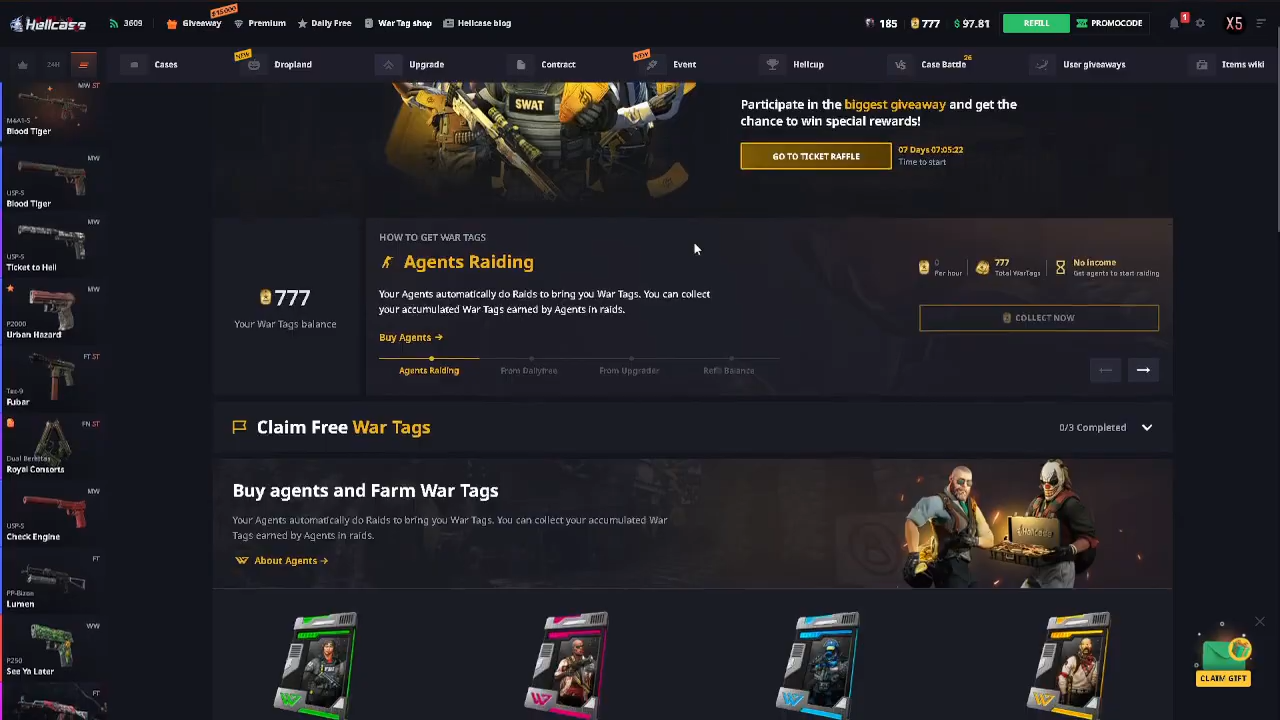 Hellcase
3609
$15.000
Giveaway
Premium
Daily Free
War Tag shop
Hellcase blog
185
777
$ 97.81
REFILL
PROMOCODE
1
X5
24H
Cases
NEW
Dropland
Upgrade
Contract
NEW
Event
Hellcup
Case Battle
26
User giveaways
Items wiki
MW ST
M4A1-S
Blood Tiger
MW
USP-S
Blood Tiger
MW
USP-S
Ticket to Hell
MW
P2000
Urban Hazard
FT ST
Tec-9
Fubar
FN ST
Dual Berettas
Royal Consorts
MW
USP-S
Check Engine
FT
PP-Bizon
Lumen
WW
P250
See Ya Later
FT
SWAT
Participate in the biggest giveaway and get the
chance to win special rewards!
GO TO TICKET RAFFLE
07 Days 07:05:22
Time to start
777
Your War Tags balance
HOW TO GET WAR TAGS
Agents Raiding
Your Agents automatically do Raids to bring you War Tags. You can collect
your accumulated War Tags earned by Agents in raids.
Buy Agents →
Agents Raiding
From Dailyfree
From Upgrader
Refill Balance
0
Per hour
777
Total WarTags
No income
Get agents to start raiding
COLLECT NOW
Claim Free War Tags
0/3 Completed
Buy agents and Farm War Tags
Your Agents automatically do Raids to bring you War Tags. You can collect your accumulated War
Tags earned by Agents in raids.
About Agents →
Hellcase
CLAIM GIFT